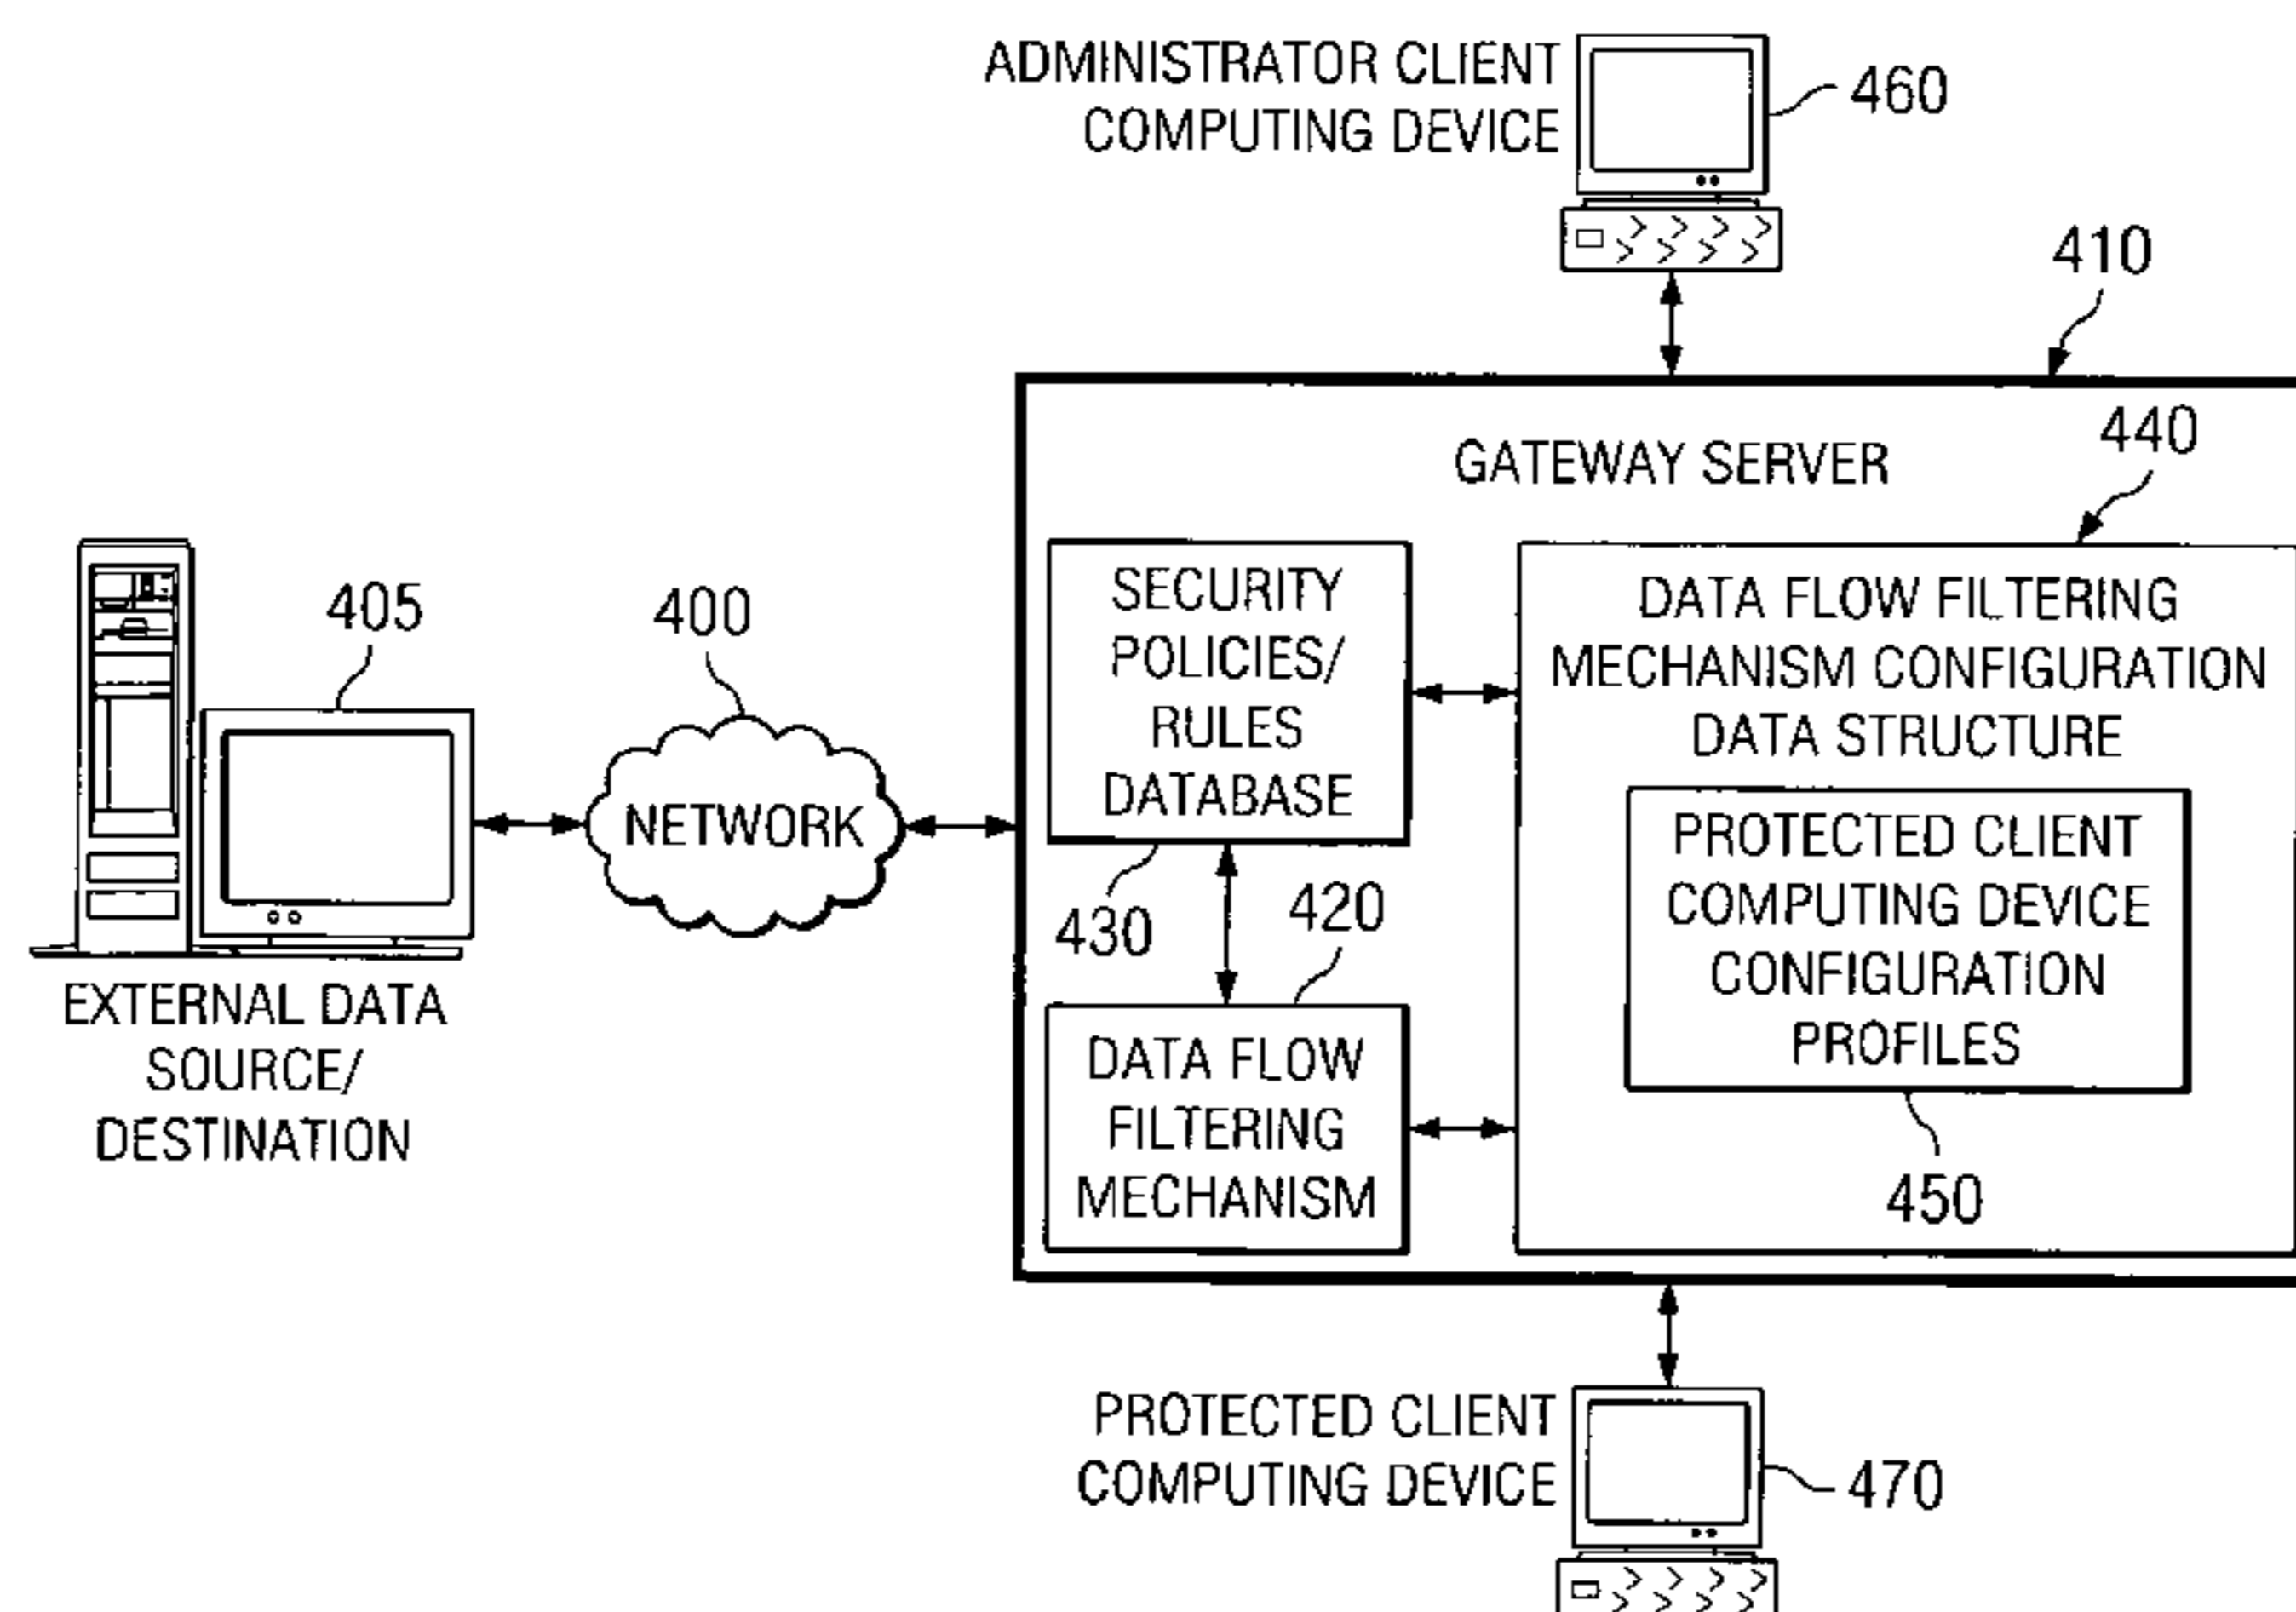 ADMINISTRATOR CLIENT
COMPUTING DEVICE
460
410
GATEWAY SERVER
440
405
400
SECURITY
POLICIES/
RULES
DATABASE
DATA FLOW FILTERING
MECHANISM CONFIGURATION
DATA STRUCTURE
NETWORK
PROTECTED CLIENT
COMPUTING DEVICE
CONFIGURATION
PROFILES
430
420
EXTERNAL DATA
SOURCE/
DESTINATION
DATA FLOW
FILTERING
MECHANISM
450
PROTECTED CLIENT
COMPUTING DEVICE
470